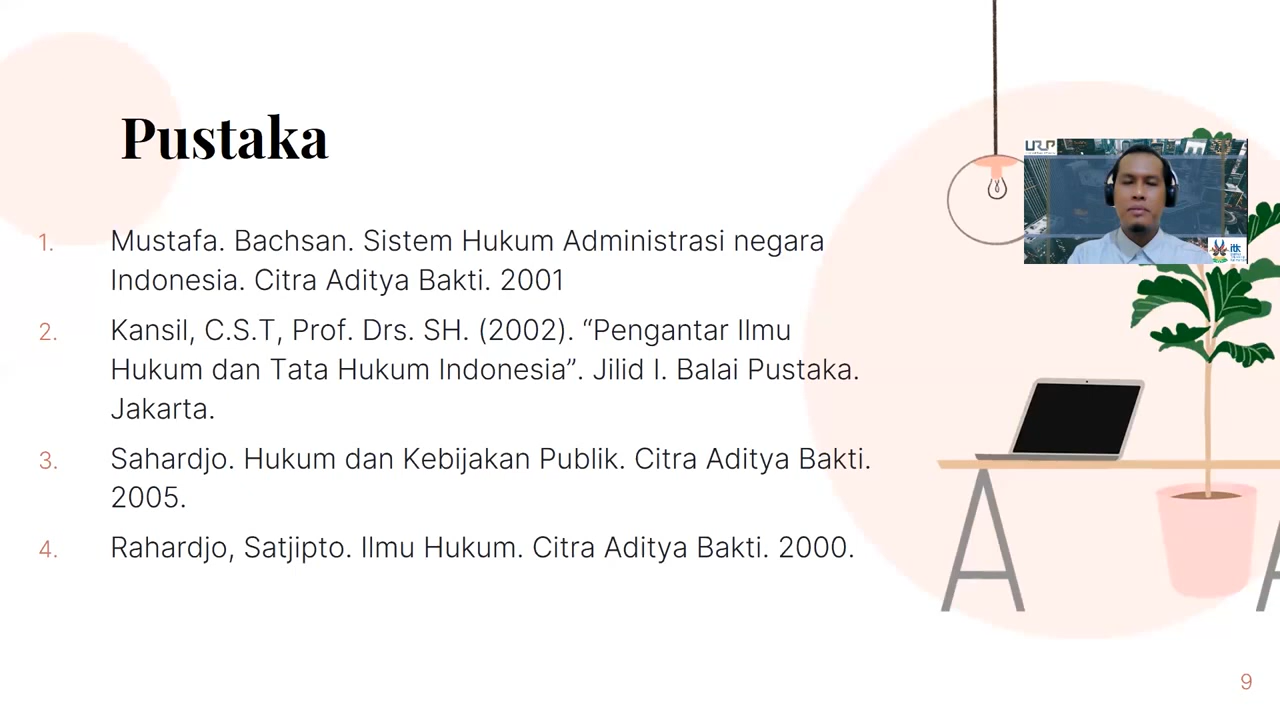 Pustaka
1. Mustafa. Bachsan. Sistem Hukum Administrasi negara
Indonesia. Citra Aditya Bakti. 2001
2. Kansil, C.S.T, Prof. Drs. SH. (2002). “Pengantar Ilmu
Hukum dan Tata Hukum Indonesia”. Jilid I. Balai Pustaka.
Jakarta.
3. Sahardjo. Hukum dan Kebijakan Publik. Citra Aditya Bakti.
2005.
4. Rahardjo, Satjipto. Ilmu Hukum. Citra Aditya Bakti. 2000.
URP
itk
9